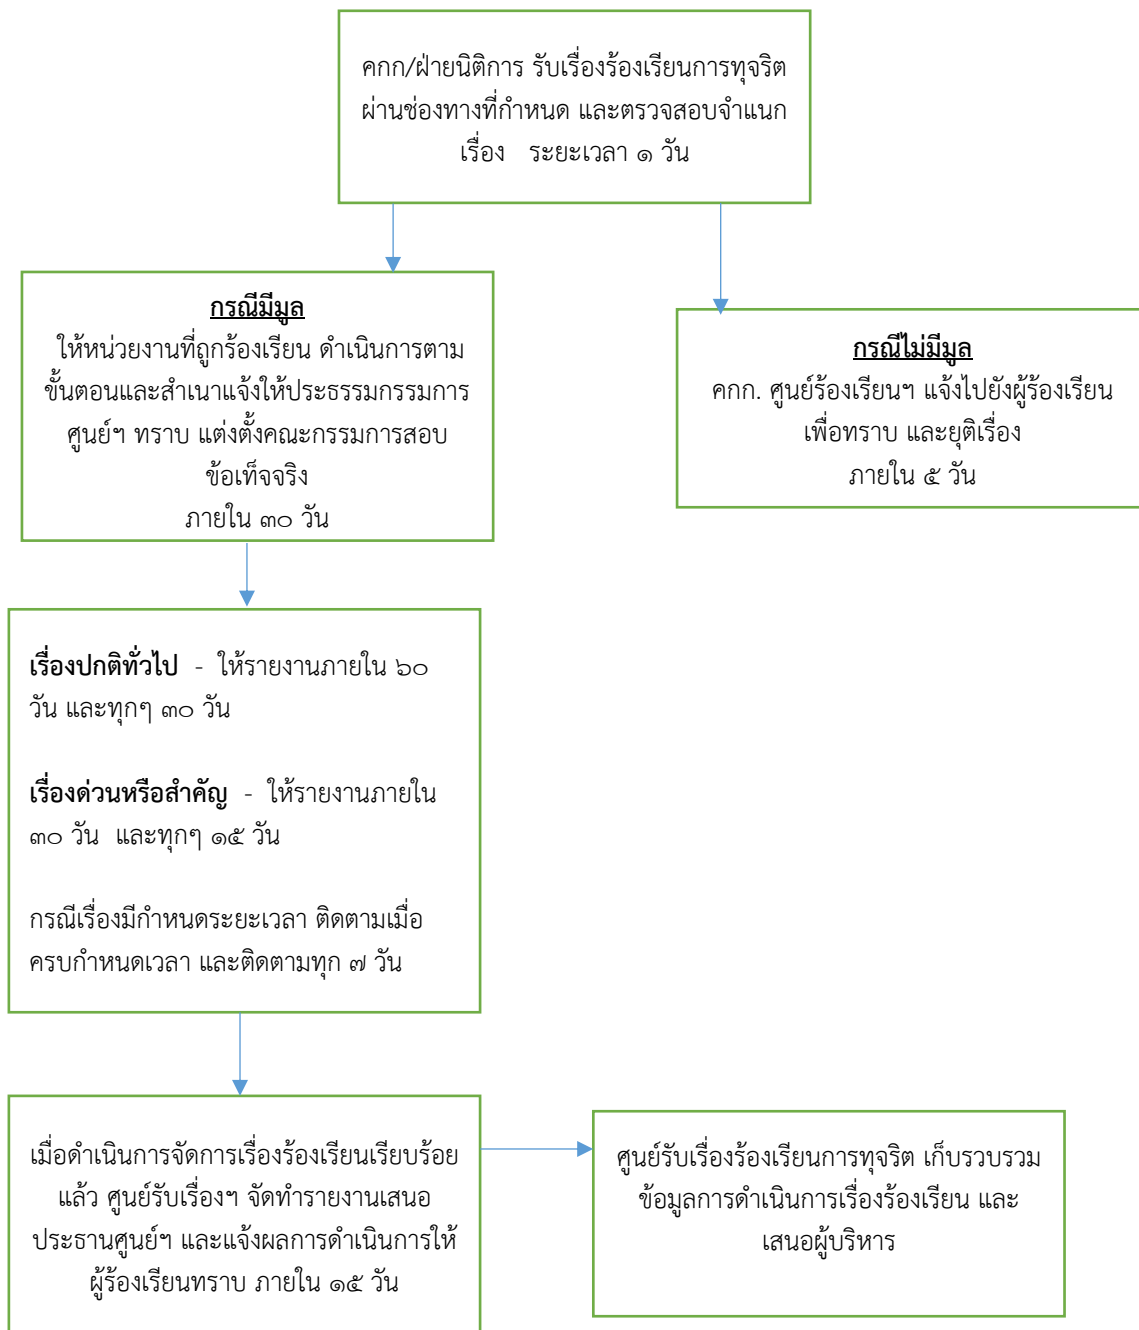 คกก/ฝ่ายนิติการ รับเรื่องร้องเรียนการทุจริต
ผ่านช่องทางที่กำหนด และตรวจสอบจำแนก
เรื่อง ระยะเวลา ๑ วัน
กรณีมีมูล
ให้หน่วยงานที่ถูกร้องเรียน ดำเนินการตาม
ขั้นตอนและสำเนาแจ้งให้ประธรรมกรรมการ
ศูนย์ฯ ทราบ แต่งตั้งคณะกรรมการสอบ
ข้อเท็จจริง
ภายใน ๓๐ วัน
กรณีไม่มีมูล
คกก. ศูนย์ร้องเรียนฯ แจ้งไปยังผู้ร้องเรียน
เพื่อทราบ และยุติเรื่อง
ภายใน ๕ วัน
เรื่องปกติทั่วไป - ให้รายงานภายใน ๖๐
วัน และทุกๆ ๓๐ วัน
เรื่องด่วนหรือสำคัญ - ให้รายงานภายใน
๓๐ วัน และทุกๆ ๑๕ วัน
กรณีเรื่องมีกำหนดระยะเวลา ติดตามเมื่อ
ครบกำหนดเวลา และติดตามทุก ๗ วัน
เมื่อดำเนินการจัดการเรื่องร้องเรียนเรียบร้อย
แล้ว ศูนย์รับเรื่องฯ จัดทำรายงานเสนอ
ประธานศูนย์ฯ และแจ้งผลการดำเนินการให้
ผู้ร้องเรียนทราบ ภายใน ๑๕ วัน
ศูนย์รับเรื่องร้องเรียนการทุจริต เก็บรวบรวม
ข้อมูลการดำเนินการเรื่องร้องเรียน และ
เสนอผู้บริหาร